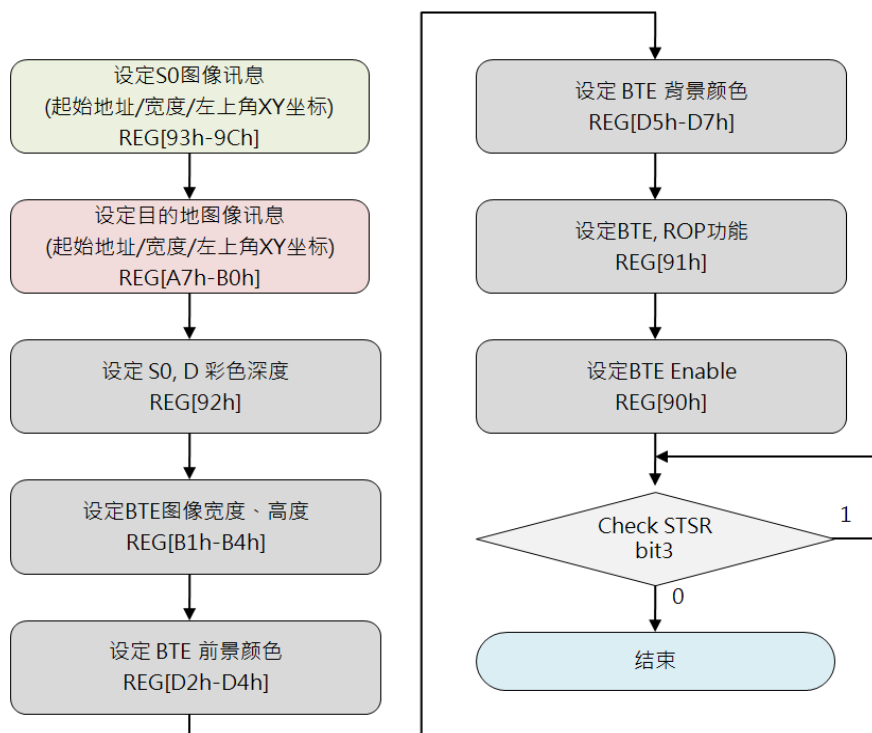 设定S0图像讯息
(起始地址/宽度/左上角XY坐标)
REG[93h-9Ch]
设定目的地图像讯息
(起始地址/宽度/左上角XY坐标)
REG[A7h-B0h]
设定 S0, D 彩色深度
REG[92h]
设定BTE图像宽度、高度
REG[B1h-B4h]
设定 BTE 前景颜色
REG[D2h-D4h]
设定 BTE 背景颜色
REG[D5h-D7h]
设定BTE, ROP功能
REG[91h]
设定BTE Enable
REG[90h]
Check STSR
bit3
1
0
结束